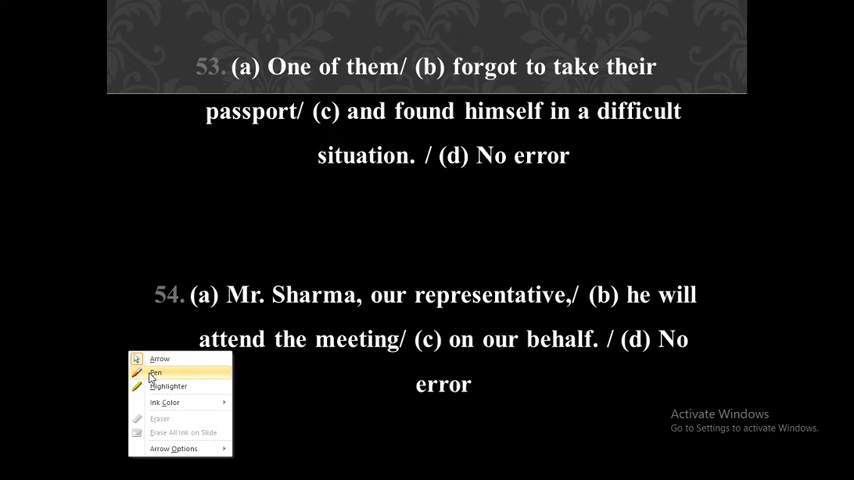 53. (a) One of them/ (b) forgot to take their
passport/ (c) and found himself in a difficult
situation. / (d) No error
54. (a) Mr. Sharma, our representative,/ (b) he will
attend the meeting/ (c) on our behalf. / (d) No
error
Arrow
Pen
Highlighter
Ink Color
Eraser
Erase All Ink on Slide
Arrow Options
Activate Windows
Go to Settings to activate Windows.